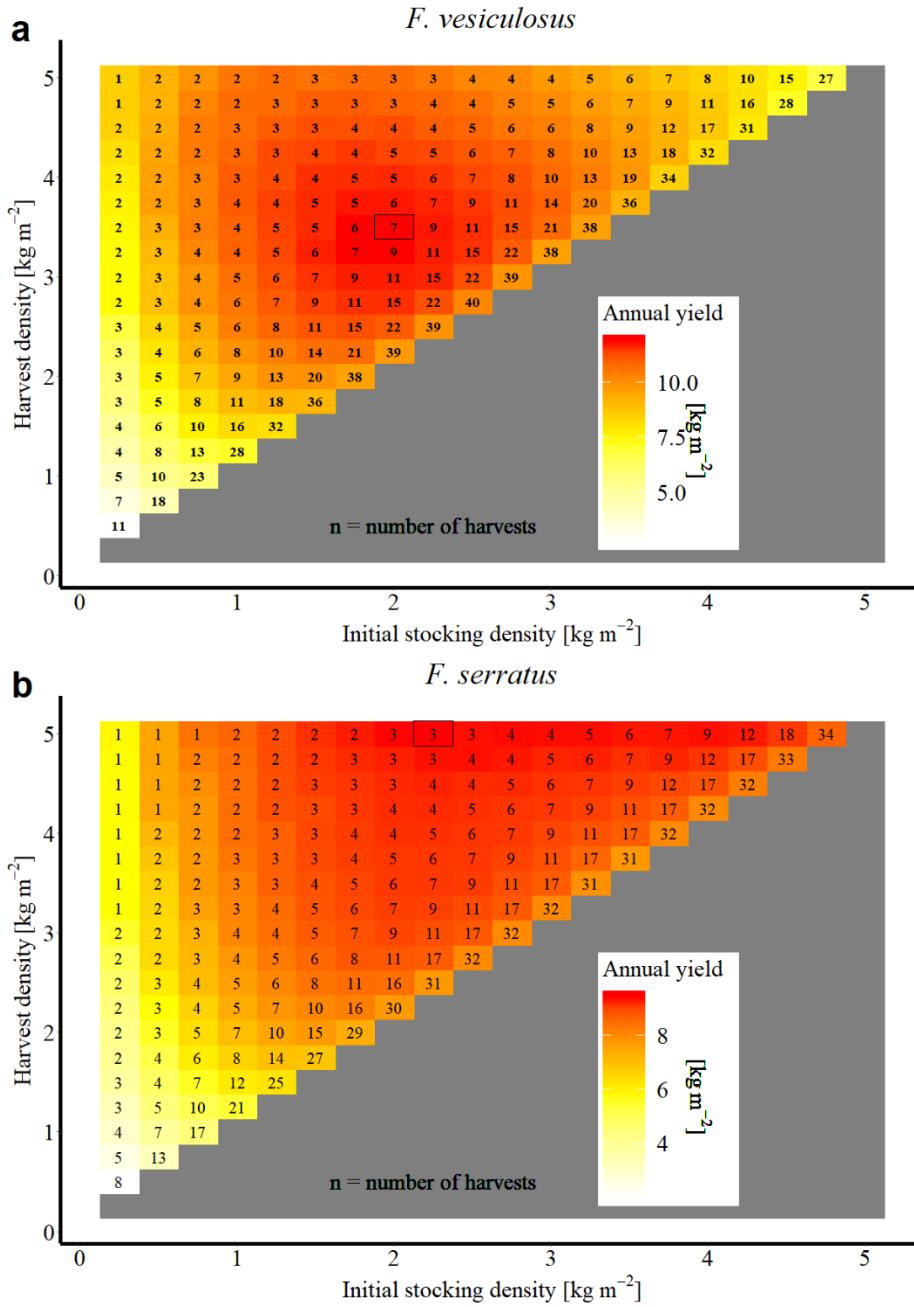 F. vesiculosus
a
5 1 2 2 2 2 3 3 3 3 4 4 4 5 6 7 8 10 15 27
1 2 2 2 3 3 3 3 4 4 5 5 6 7 9 11 16 28
2 2 2 3 3 3 4 4 4 5 6 6 8 9 12 17 31
2 2 2 3 3 4 4 5 5 6 7 8 10 13 18 32
4 2 2 3 3 4 4 5 5 6 7 8 10 13 19 34
2 3 3 4 4 5 5 6 7 9 11 14 20 36
2 3 3 4 5 5 6 7 9 11 15 21 38
2 3 4 4 5 6 7 9 11 15 22 38
3 2 3 4 5 6 7 9 11 15 22 39
2 3 4 6 7 9 11 15 22 40
3 4 5 6 8 11 15 22 39
3 4 6 8 10 14 21 39
2 3 5 7 9 13 20 38
3 5 8 11 18 36
4 6 10 16 32
4 8 13 28
1 5 10 23
7 18
11
0
Harvest density [kg m−2]
Annual yield
10.0
7.5
5.0
[kg m−2]
n = number of harvests
0 1 2 3 4 5
Initial stocking density [kg m−2]
F. serratus
b
5 1 1 1 2 2 2 2 3 3 3 4 4 5 6 7 9 12 18 34
1 1 2 2 2 2 3 3 3 4 4 5 6 7 9 12 17 33
1 1 2 2 2 3 3 3 4 4 5 6 7 9 12 17 32
1 1 2 2 2 3 3 4 4 5 6 7 9 11 17 32
4 1 2 2 2 3 3 4 4 5 6 7 9 11 17 32
1 2 2 3 3 3 4 5 6 7 9 11 17 31
1 2 2 3 3 4 5 6 7 9 11 17 31
1 2 3 3 4 5 6 7 9 11 17 32
3 2 2 3 4 4 5 7 9 11 17 32
2 2 3 4 5 6 8 11 17 32
2 3 4 5 6 8 11 16 31
2 3 4 5 7 10 16 30
2 2 3 5 7 10 15 29
2 4 6 8 14 27
3 4 7 12 25
3 5 10 21
1 4 7 17
5 13
8
0
Harvest density [kg m−2]
Annual yield
8
6
4
[kg m−2]
n = number of harvests
0 1 2 3 4 5
Initial stocking density [kg m−2]